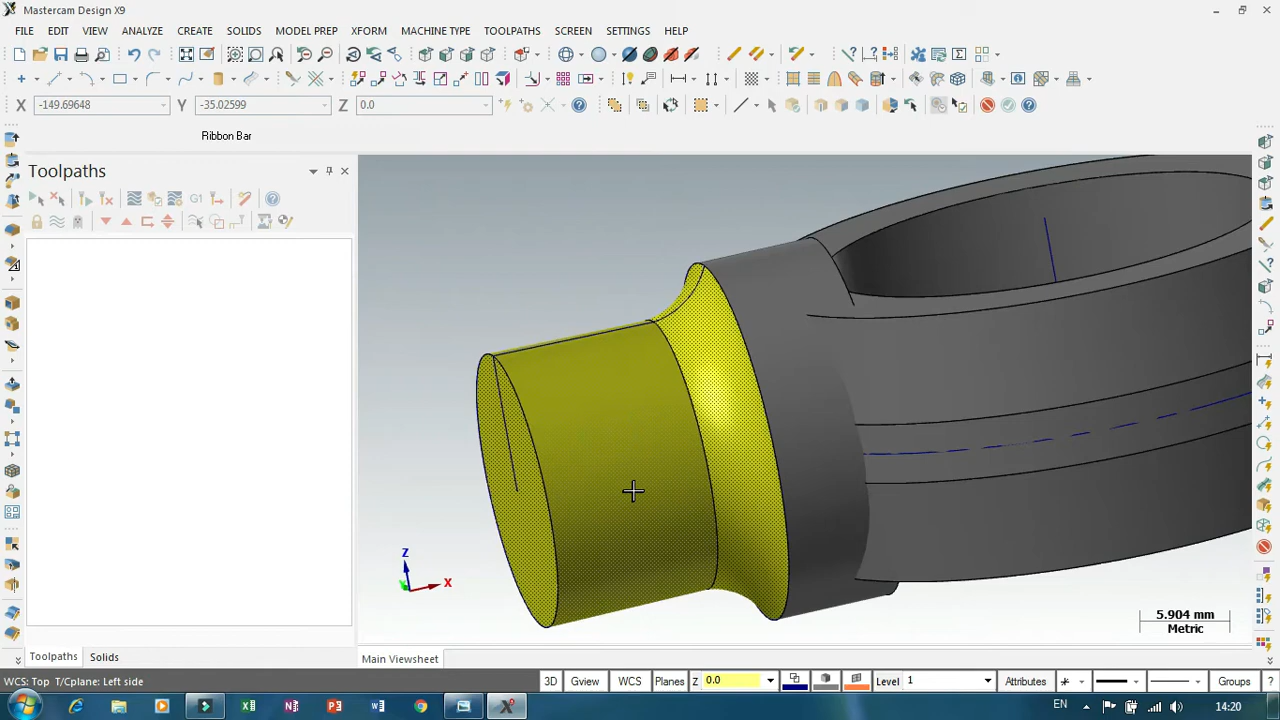 Mastercam Design X9
FILE EDIT VIEW ANALYZE CREATE SOLIDS MODEL PREP XFORM MACHINE TYPE TOOLPATHS SCREEN SETTINGS HELP
X -149.69648 Y -35.02599 Z 0.0
Ribbon Bar
Toolpaths
G1
Z
X
Y
5.904 mm
Metric
Toolpaths Solids
Main Viewsheet
WCS: Top T/Cplane: Left side
3D Gview WCS Planes Z 0.0 Level 1 Attributes Groups ?
EN 14:20